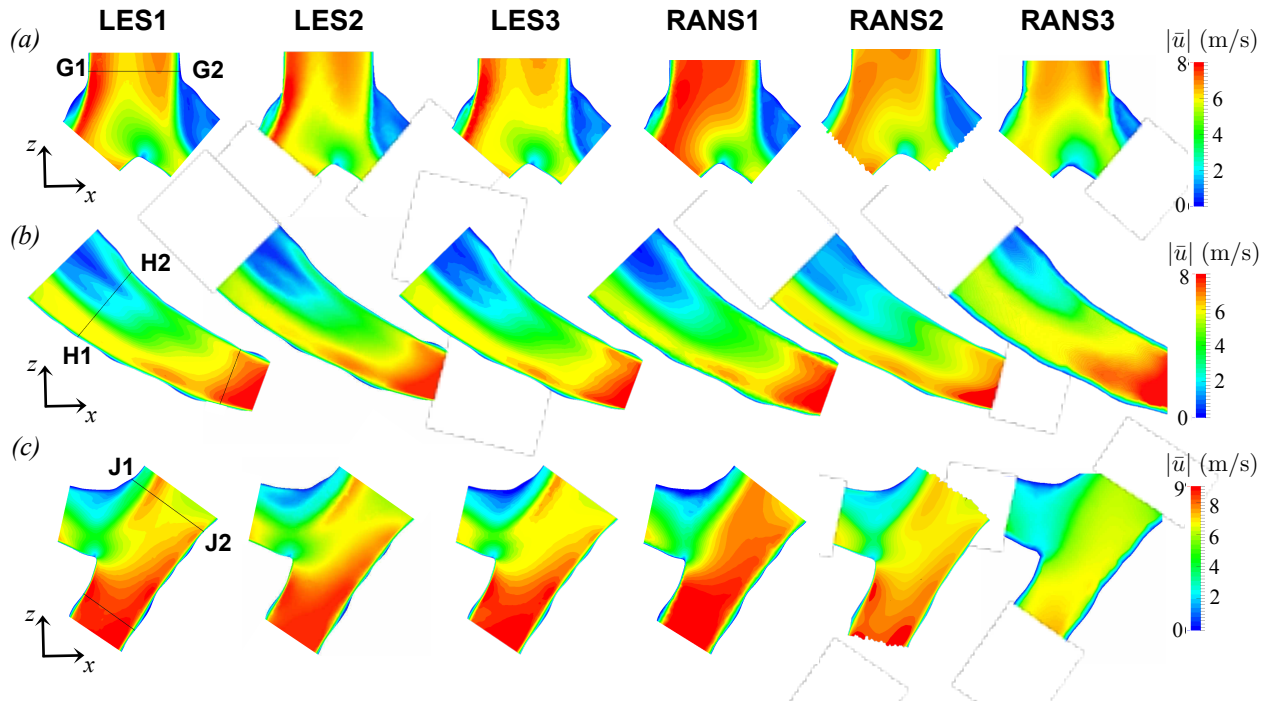 LES1 LES2 LES3 RANS1 RANS2 RANS3
(a) |ū| (m/s)
G1 G2 8
6
4
z 2
x 0
(b) |ū| (m/s)
H2 8
6
4
H1 2
z 0
x
(c) |ū| (m/s)
J1 9
8
6
J2 4
2
z 0
x